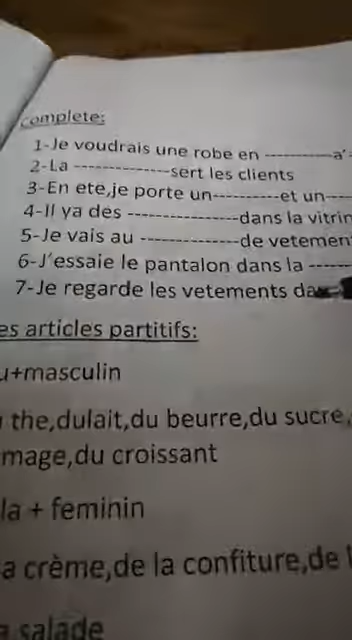 complete:
1-Je voudrais une robe en -----------a'-
2-La --------------sert les clients
3-En ete,je porte un----------et un----
4-Il ya des ----------------dans la vitrin
5-Je vais au --------------de vetemen
6-J'essaie le pantalon dans la ------
7-Je regarde les vetements da
es articles partitifs:
u+masculin
the,dulait,du beurre,du sucre,
mage,du croissant
la + feminin
a crème,de la confiture,de l
a salade